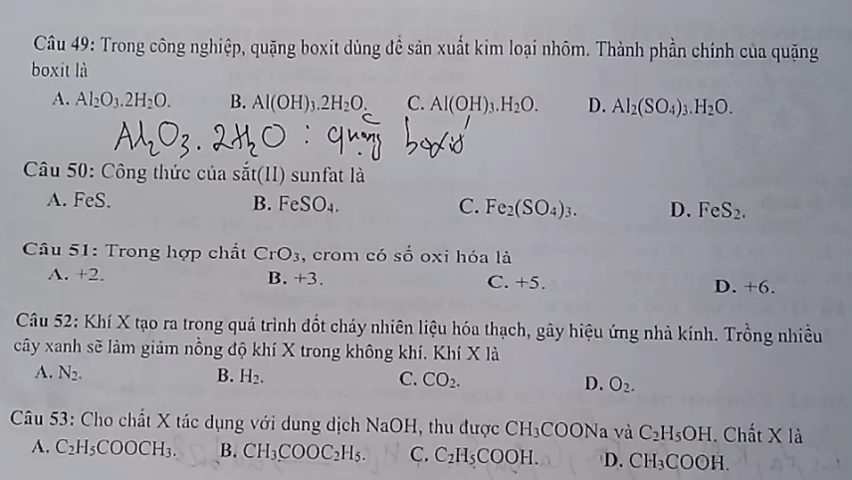 Câu 49: Trong công nghiệp, quặng boxit dùng để sản xuất kim loại nhôm. Thành phần chính của quặng
boxit là
A. Al₂O₃.2H₂O. B. Al(OH)₃.2H₂O. C. Al(OH)₃.H₂O. D. Al₂(SO₄)₃.H₂O.
Al₂O₃. 2H₂O : quặng boxit
Câu 50: Công thức của sắt(II) sunfat là
A. FeS. B. FeSO₄. C. Fe₂(SO₄)₃. D. FeS₂.
Câu 51: Trong hợp chất CrO₃, crom có số oxi hóa là
A. +2. B. +3. C. +5. D. +6.
Câu 52: Khí X tạo ra trong quá trình đốt cháy nhiên liệu hóa thạch, gây hiệu ứng nhà kính. Trồng nhiều
cây xanh sẽ làm giảm nồng độ khí X trong không khí. Khí X là
A. N₂. B. H₂. C. CO₂. D. O₂.
Câu 53: Cho chất X tác dụng với dung dịch NaOH, thu được CH₃COONa và C₂H₅OH. Chất X là
A. C₂H₅COOCH₃. B. CH₃COOC₂H₅. C. C₂H₅COOH. D. CH₃COOH.